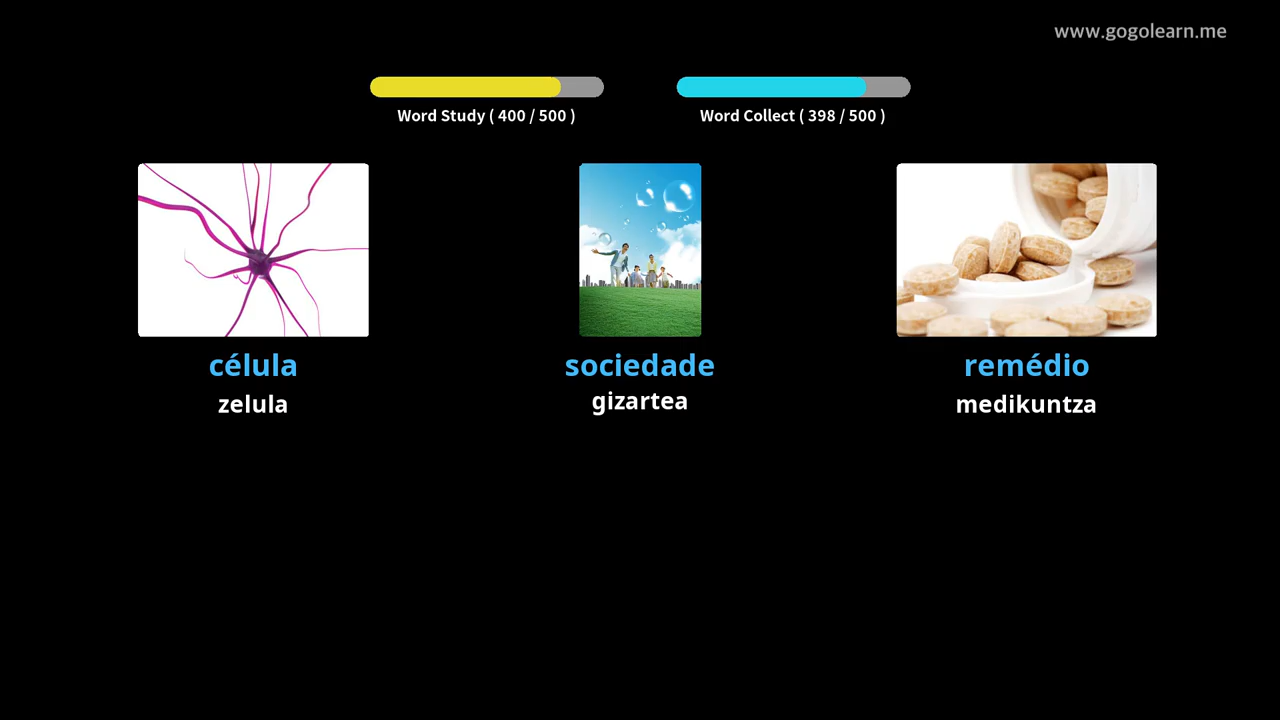 www.gogolearn.me
Word Study ( 400 / 500 )
Word Collect ( 398 / 500 )
célula
zelula
sociedade
gizartea
remédio
medikuntza